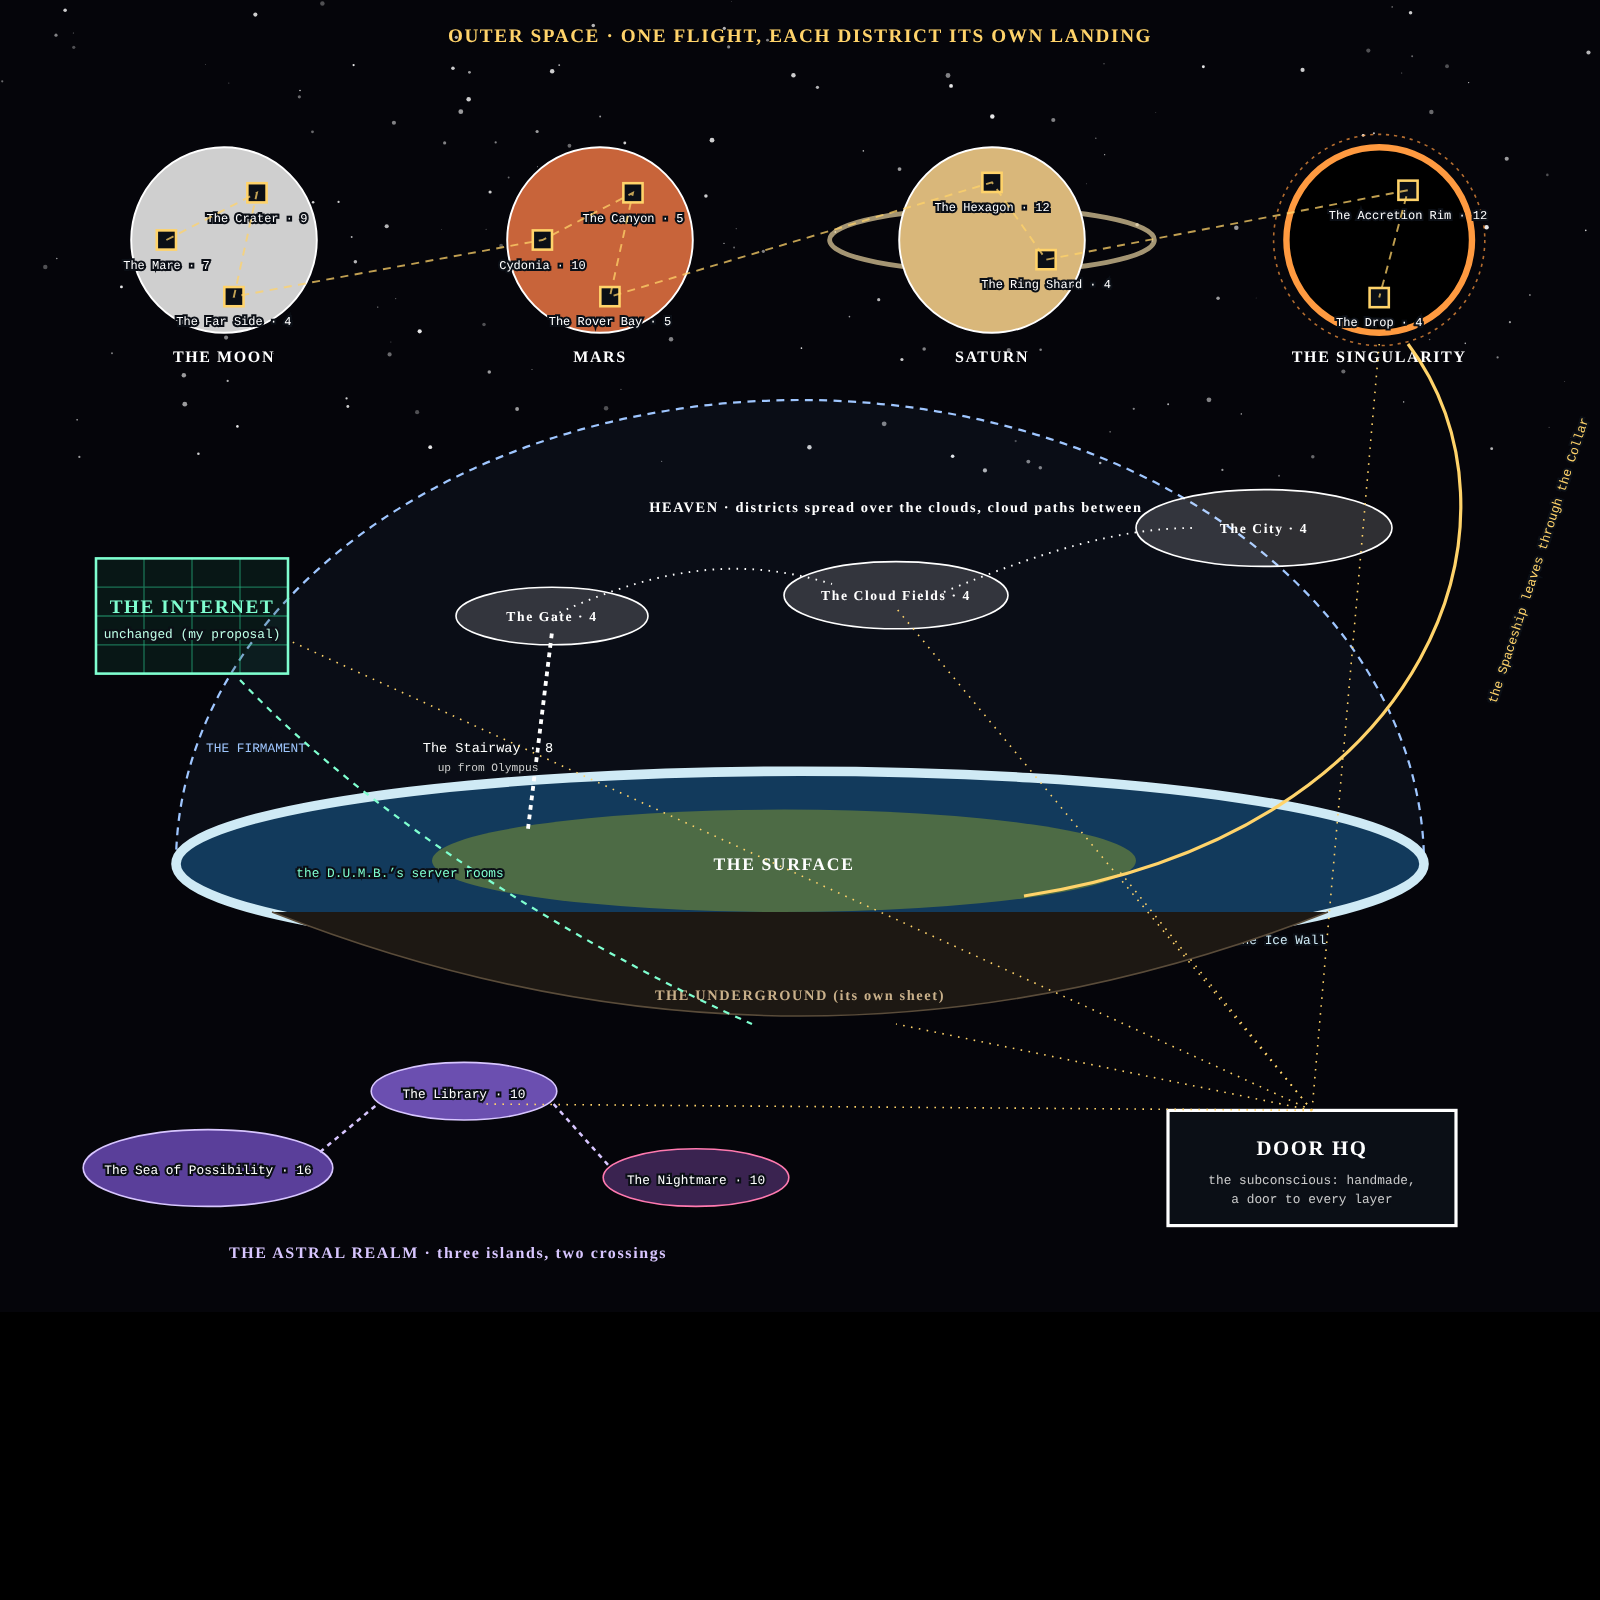 OUTER SPACE · ONE FLIGHT, EACH DISTRICT ITS OWN LANDING
The Crater · 9
The Mare · 7
The Far Side · 4
THE MOON
The Canyon · 5
Cydonia · 10
The Rover Bay · 5
MARS
The Hexagon · 12
The Ring Shard · 4
SATURN
The Accretion Rim · 12
The Drop · 4
THE SINGULARITY
the Spaceship leaves through the Collar
HEAVEN · districts spread over the clouds, cloud paths between
The City · 4
The Cloud Fields · 4
The Gate · 4
THE INTERNET
unchanged (my proposal)
THE FIRMAMENT
The Stairway · 8
up from Olympus
THE SURFACE
the D.U.M.B.’s server rooms
Ice Wall
THE UNDERGROUND (its own sheet)
The Library · 10
The Sea of Possibility · 16
The Nightmare · 10
THE ASTRAL REALM · three islands, two crossings
DOOR HQ
the subconscious: handmade,
a door to every layer